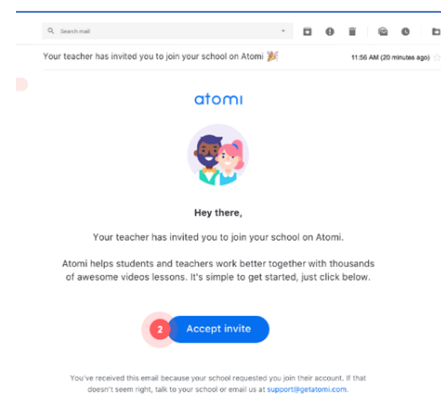 Search mail
Your teacher has invited you to join your school on Atomi 🎉
11:56 AM (20 minutes ago)
atomi
Hey there,
Your teacher has invited you to join your school on Atomi.
Atomi helps students and teachers work better together with thousands
of awesome videos lessons. It's simple to get started, just click below.
2
Accept invite
You've received this email because your school requested you join their account. If that
doesn't seem right, talk to your school or email us at support@getatomi.com.